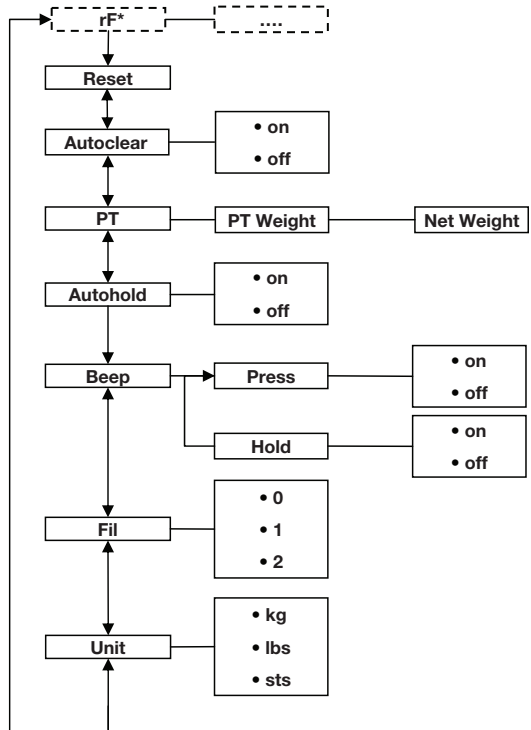 rF*
....
Reset
Autoclear
• on
• off
PT
PT Weight
Net Weight
Autohold
• on
• off
Beep
Press
• on
• off
Hold
• on
• off
Fil
• 0
• 1
• 2
Unit
• kg
• lbs
• sts